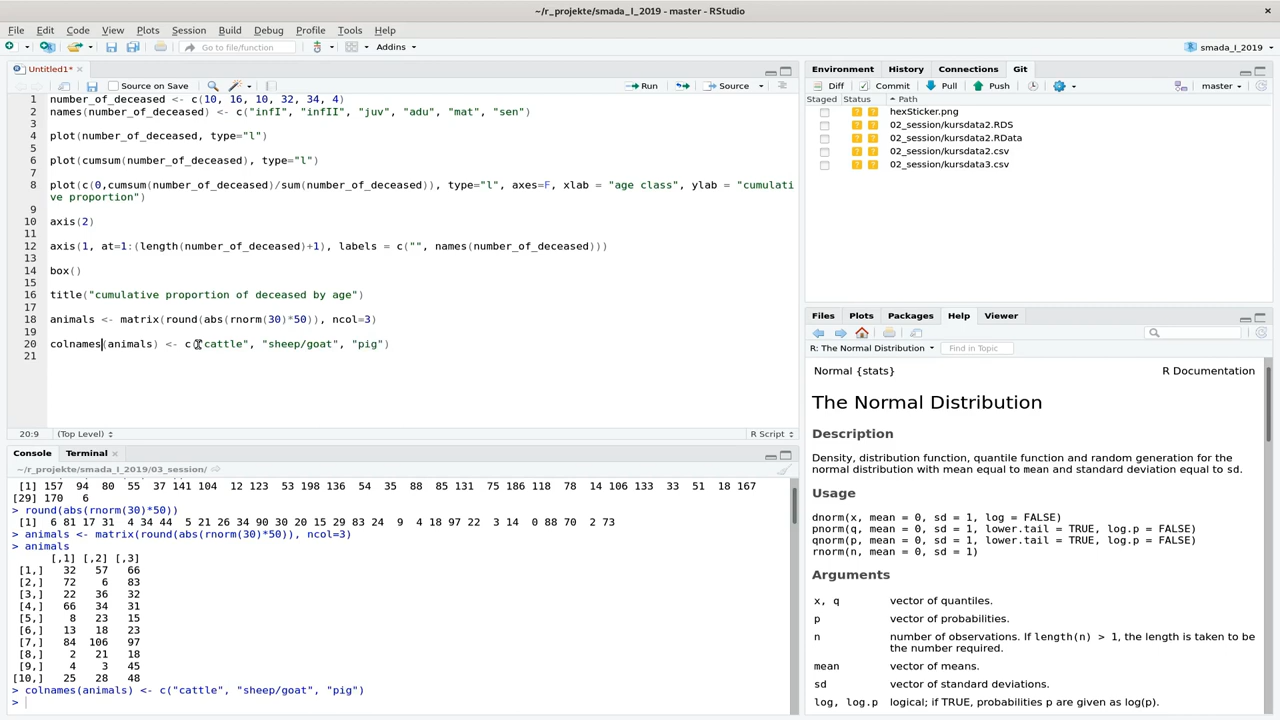 ~/r_projekte/smada_I_2019 - master - RStudio
File Edit Code View Plots Session Build Debug Profile Tools Help
Go to file/function Addins smada_I_2019
Untitled1*
Source on Save Run Source
1 number_of_deceased <- c(10, 16, 10, 32, 34, 4)
2 names(number_of_deceased) <- c("infI", "infII", "juv", "adu", "mat", "sen")
3
4 plot(number_of_deceased, type="l")
5
6 plot(cumsum(number_of_deceased), type="l")
7
8 plot(c(0,cumsum(number_of_deceased)/sum(number_of_deceased)), type="l", axes=F, xlab = "age class", ylab = "cumulati
ve proportion")
9
10 axis(2)
11
12 axis(1, at=1:(length(number_of_deceased)+1), labels = c("", names(number_of_deceased)))
13
14 box()
15
16 title("cumulative proportion of deceased by age")
17
18 animals <- matrix(round(abs(rnorm(30)*50)), ncol=3)
19
20 colnames(animals) <- c("cattle", "sheep/goat", "pig")
21
20:9 (Top Level) R Script
Console Terminal
~/r_projekte/smada_I_2019/03_session/
[1] 157 94 80 55 37 141 104 12 123 53 198 136 54 35 88 85 131 75 186 118 78 14 106 133 33 51 18 167
[29] 170 6
> round(abs(rnorm(30)*50))
[1] 6 81 17 31 4 34 44 5 21 26 34 90 30 20 15 29 83 24 9 4 18 97 22 3 14 0 88 70 2 73
> animals <- matrix(round(abs(rnorm(30)*50)), ncol=3)
> animals
[,1] [,2] [,3]
[1,] 32 57 66
[2,] 72 6 83
[3,] 22 36 32
[4,] 66 34 31
[5,] 8 23 15
[6,] 13 18 23
[7,] 84 106 97
[8,] 2 21 18
[9,] 4 3 45
[10,] 25 28 48
> colnames(animals) <- c("cattle", "sheep/goat", "pig")
>
Environment History Connections Git
Diff Commit Pull Push master
Staged Status Path
? ? hexSticker.png
? ? 02_session/kursdata2.RDS
? ? 02_session/kursdata2.RData
? ? 02_session/kursdata2.csv
? ? 02_session/kursdata3.csv
Files Plots Packages Help Viewer
R: The Normal Distribution Find in Topic
Normal {stats} R Documentation
The Normal Distribution
Description
Density, distribution function, quantile function and random generation for the
normal distribution with mean equal to mean and standard deviation equal to sd.
Usage
dnorm(x, mean = 0, sd = 1, log = FALSE)
pnorm(q, mean = 0, sd = 1, lower.tail = TRUE, log.p = FALSE)
qnorm(p, mean = 0, sd = 1, lower.tail = TRUE, log.p = FALSE)
rnorm(n, mean = 0, sd = 1)
Arguments
x, q vector of quantiles.
p vector of probabilities.
n number of observations. If length(n) > 1, the length is taken to be
the number required.
mean vector of means.
sd vector of standard deviations.
log, log.p logical; if TRUE, probabilities p are given as log(p).